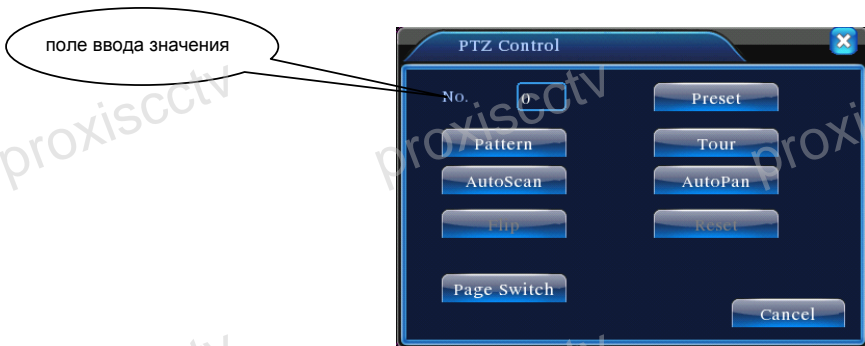 поле ввода значения
PTZ Control
No. 0 Preset
Pattern Tour
AutoScan AutoPan
Flip Reset
Page Switch
Cancel
proxiscctv
proxiscctv
proxi